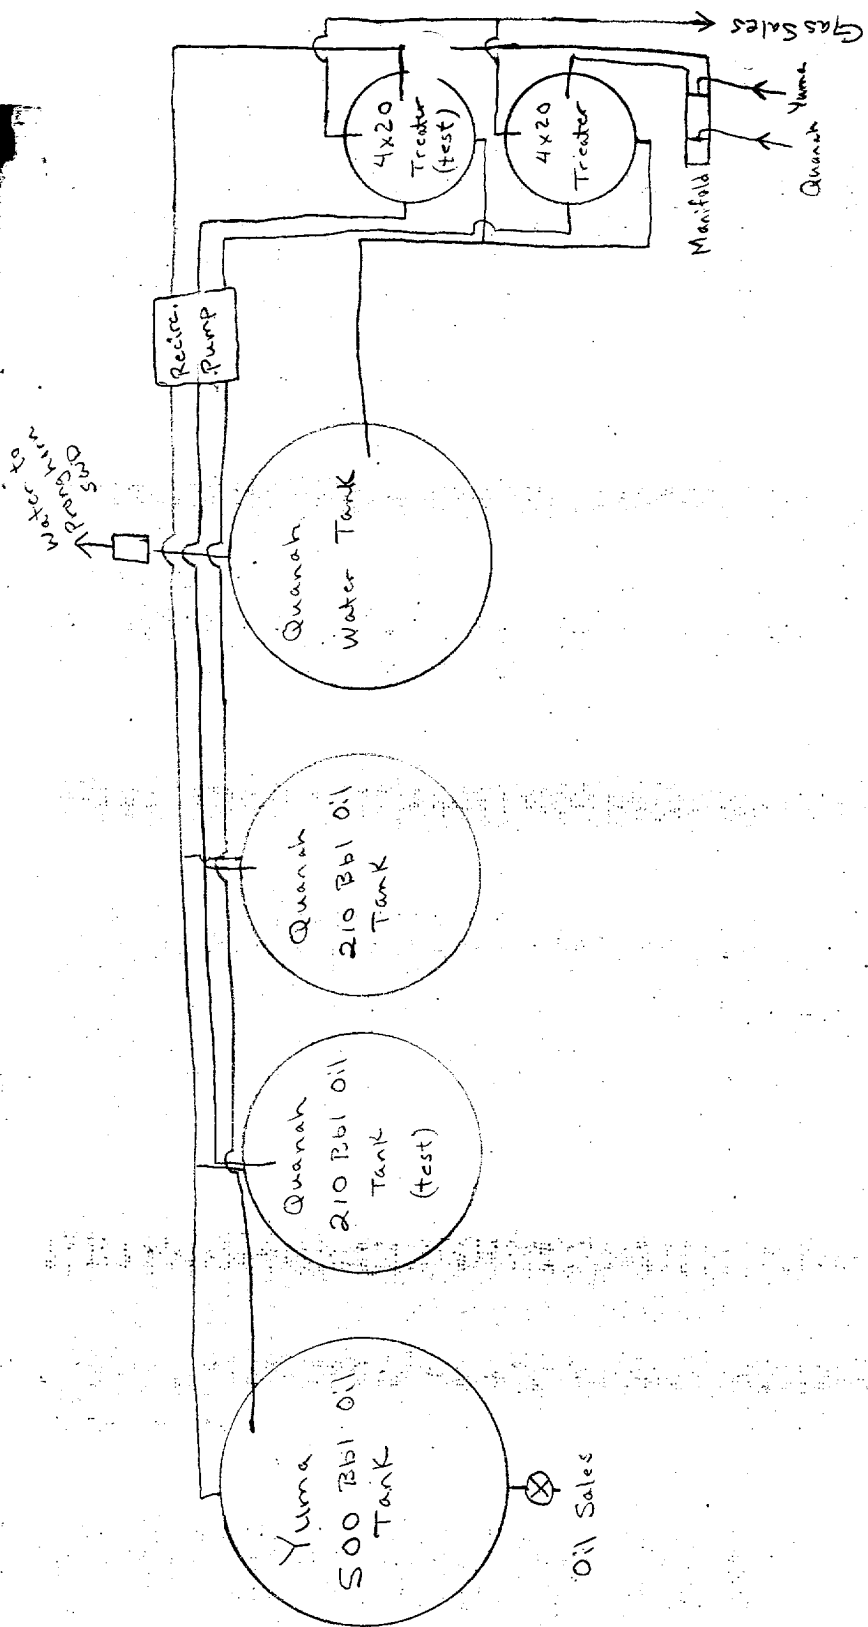 Gas Sales
Yuma
Quanah
Manifold
4x20
Treater
(test)
4x20
Treater
Recirc.
Pump
Water to
Pronghorn
SWD
Quanah
Water Tank
Quanah
210 Bbl Oil
Tank
Quanah
210 Bbl Oil
Tank
(test)
Yuma
500 Bbl Oil
Tank
Oil Sales